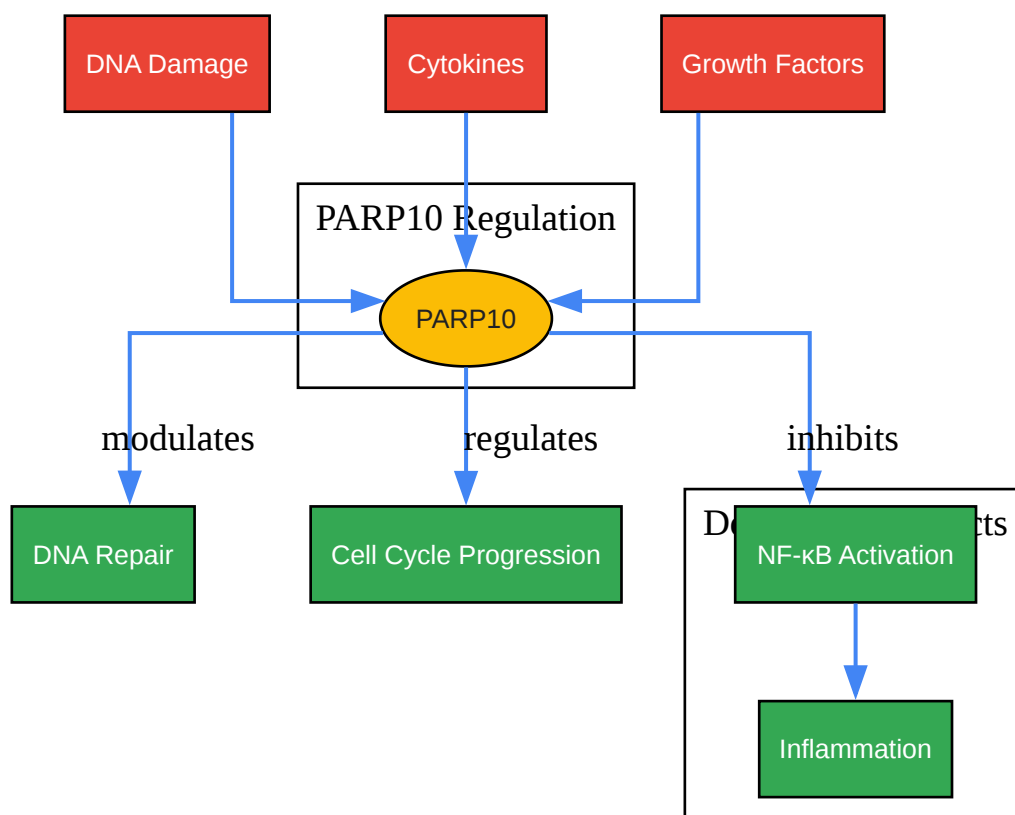 DNA Damage
Cytokines
Growth Factors
PARP10 Regulation
PARP10
modulates
regulates
inhibits
DNA Repair
Cell Cycle Progression
NF-κB Activation
Inflammation